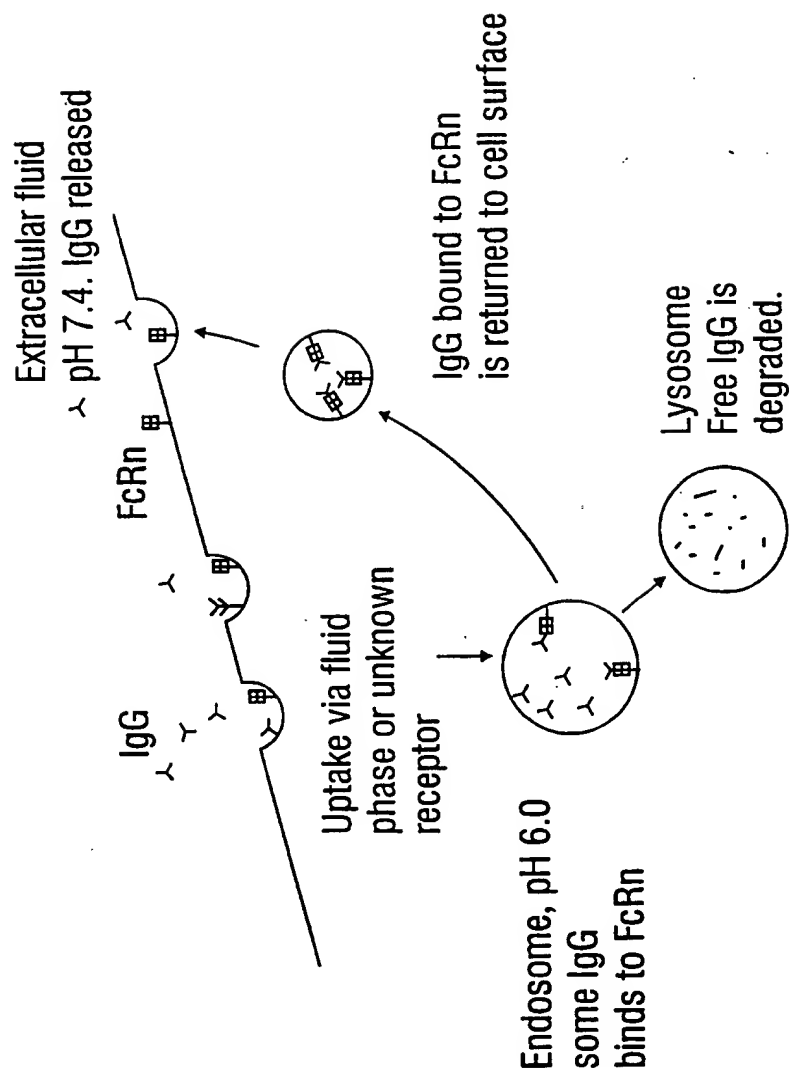 Extracellular fluid
pH 7.4. IgG released
FcRn
IgG
Uptake via fluid
phase or unknown
receptor
IgG bound to FcRn
is returned to cell surface
Endosome, pH 6.0
some IgG
binds to FcRn
Lysosome
Free IgG is
degraded.